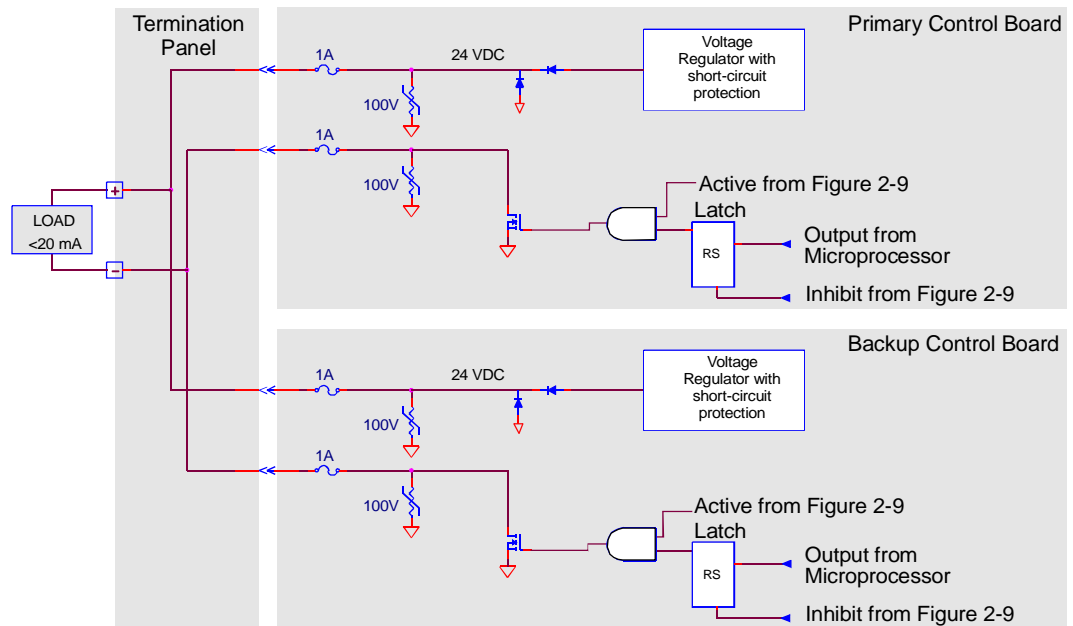 Termination
Panel
Primary Control Board
1A
24 VDC
Voltage
Regulator with
short-circuit
protection
100V
1A
100V
+
LOAD
<20 mA
-
Active from Figure 2-9
Latch
RS
Output from
Microprocessor
Inhibit from Figure 2-9
Backup Control Board
1A
24 VDC
Voltage
Regulator with
short-circuit
protection
100V
1A
100V
Active from Figure 2-9
Latch
RS
Output from
Microprocessor
Inhibit from Figure 2-9